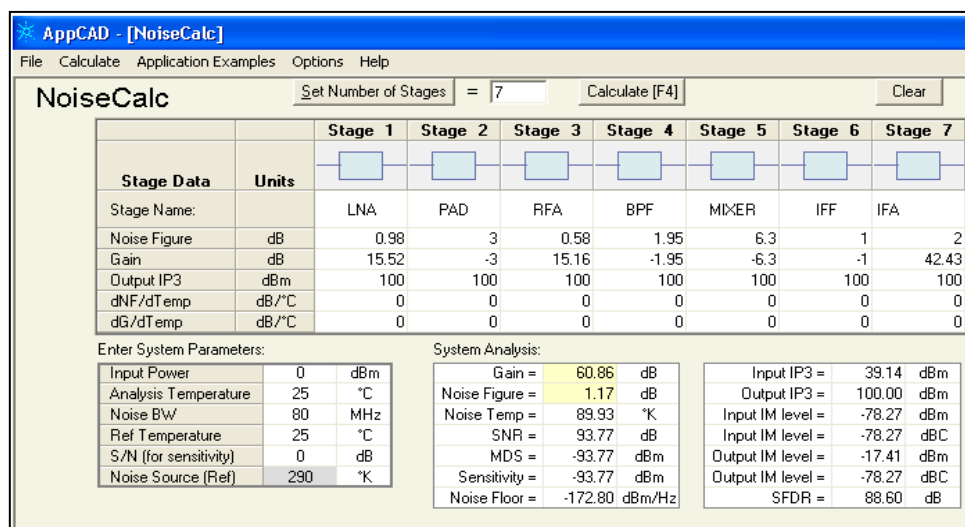 AppCAD - [NoiseCalc]
File Calculate Application Examples Options Help
NoiseCalc Set Number of Stages = 7 Calculate [F4] Clear
Stage 1 Stage 2 Stage 3 Stage 4 Stage 5 Stage 6 Stage 7
Stage Data Units
Stage Name: LNA PAD RFA BPF MIXER IFF IFA
Noise Figure dB 0.98 3 0.58 1.95 6.3 1 2
Gain dB 15.52 -3 15.16 -1.95 -6.3 -1 42.43
Output IP3 dBm 100 100 100 100 100 100 100
dNF/dTemp dB/°C 0 0 0 0 0 0 0
dG/dTemp dB/°C 0 0 0 0 0 0 0
Enter System Parameters:
Input Power 0 dBm
Analysis Temperature 25 °C
Noise BW 80 MHz
Ref Temperature 25 °C
S/N (for sensitivity) 0 dB
Noise Source (Ref) 290 °K
System Analysis:
Gain = 60.86 dB
Noise Figure = 1.17 dB
Noise Temp = 89.93 °K
SNR = 93.77 dB
MDS = -93.77 dBm
Sensitivity = -93.77 dBm
Noise Floor = -172.80 dBm/Hz
Input IP3 = 39.14 dBm
Output IP3 = 100.00 dBm
Input IM level = -78.27 dBm
Input IM level = -78.27 dBC
Output IM level = -17.41 dBm
Output IM level = -78.27 dBC
SFDR = 88.60 dB